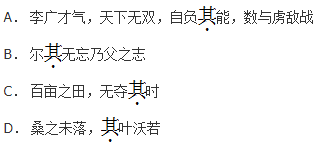 A．李广才气，天下无双，自负其能，数与虏敌战
B．尔其无忘乃父之志
C．百亩之田，无夺其时
D．桑之未落，其叶沃若